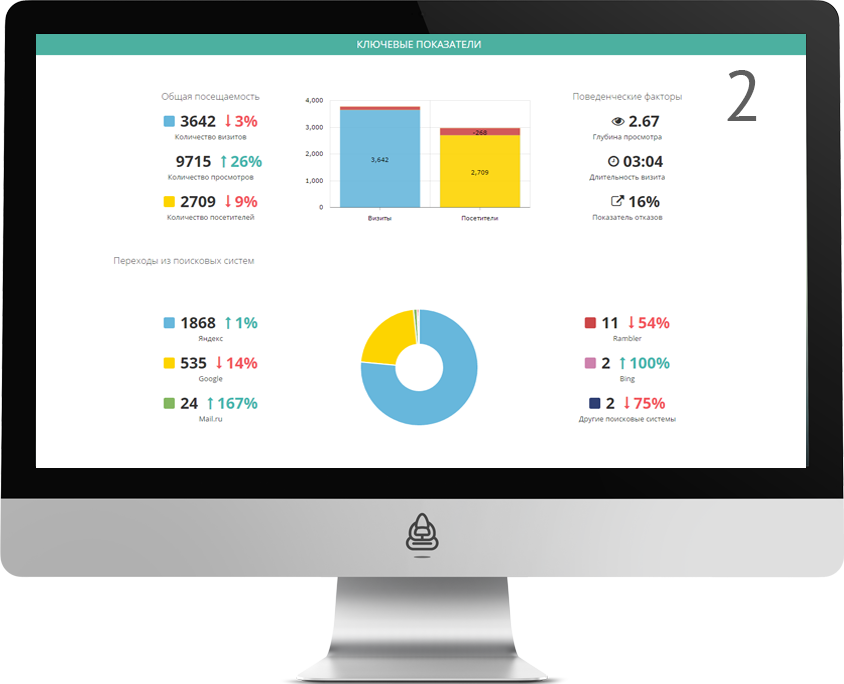 КЛЮЧЕВЫЕ ПОКАЗАТЕЛИ
2
Общая посещаемость
3642 ↓3%
Количество визитов
9715 ↑26%
Количество просмотров
2709 ↓9%
Количество посетителей
4,000
3,000
2,000
1,000
0
3,642
-268
2,709
Визиты
Посетители
Поведенческие факторы
2.67
Глубина просмотра
03:04
Длительность визита
16%
Показатель отказов
Переходы из поисковых систем
1868 ↑1%
Яндекс
535 ↓14%
Google
24 ↑167%
Mail.ru
11 ↓54%
Rambler
2 ↑100%
Bing
2 ↓75%
Другие поисковые системы